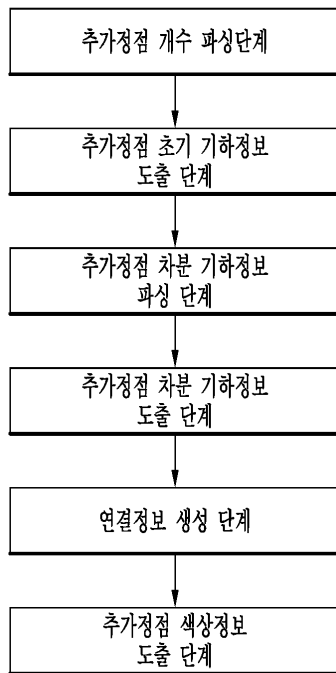 추가정점 개수 파싱단계
추가정점 초기 기하정보
도출 단계
추가정점 차분 기하정보
파싱 단계
추가정점 차분 기하정보
도출 단계
연결정보 생성 단계
추가정점 색상정보
도출 단계